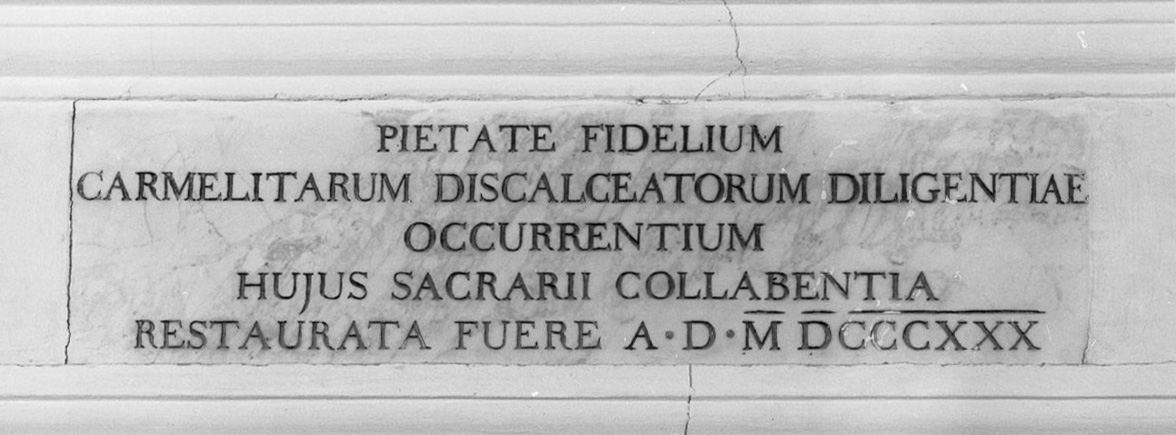 PIETATE FIDELIUM
CARMELITARUM DISCALCEATORUM DILIGENTIAE
OCCURRENTIUM
HUJUS SACRARII COLLABENTIA
RESTAURATA FUERE A·D·M DCCCXXX